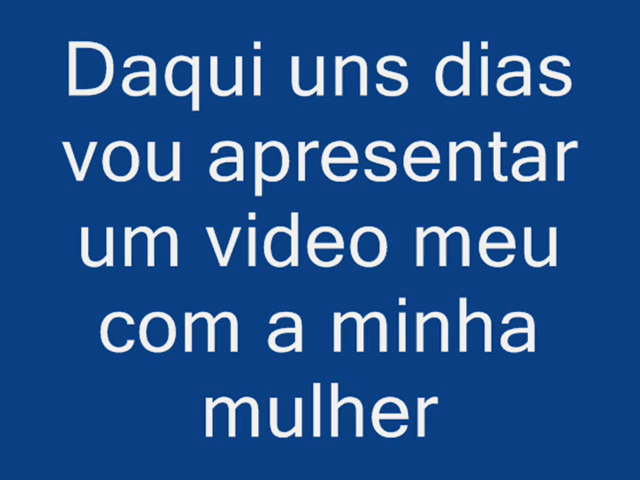 Daqui uns dias
vou apresentar
um video meu
com a minha
mulher